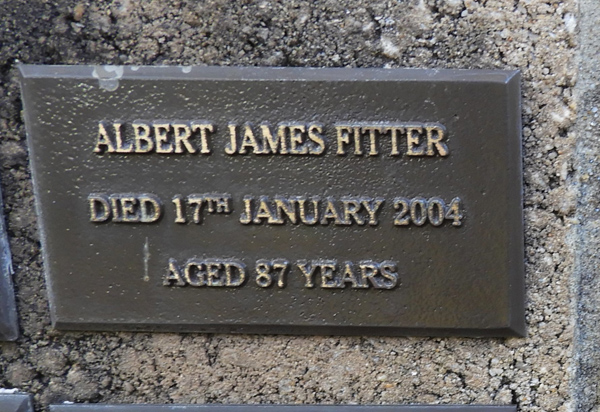 ALBERT JAMES FITTER
DIED 17TH JANUARY 2004
AGED 87 YEARS